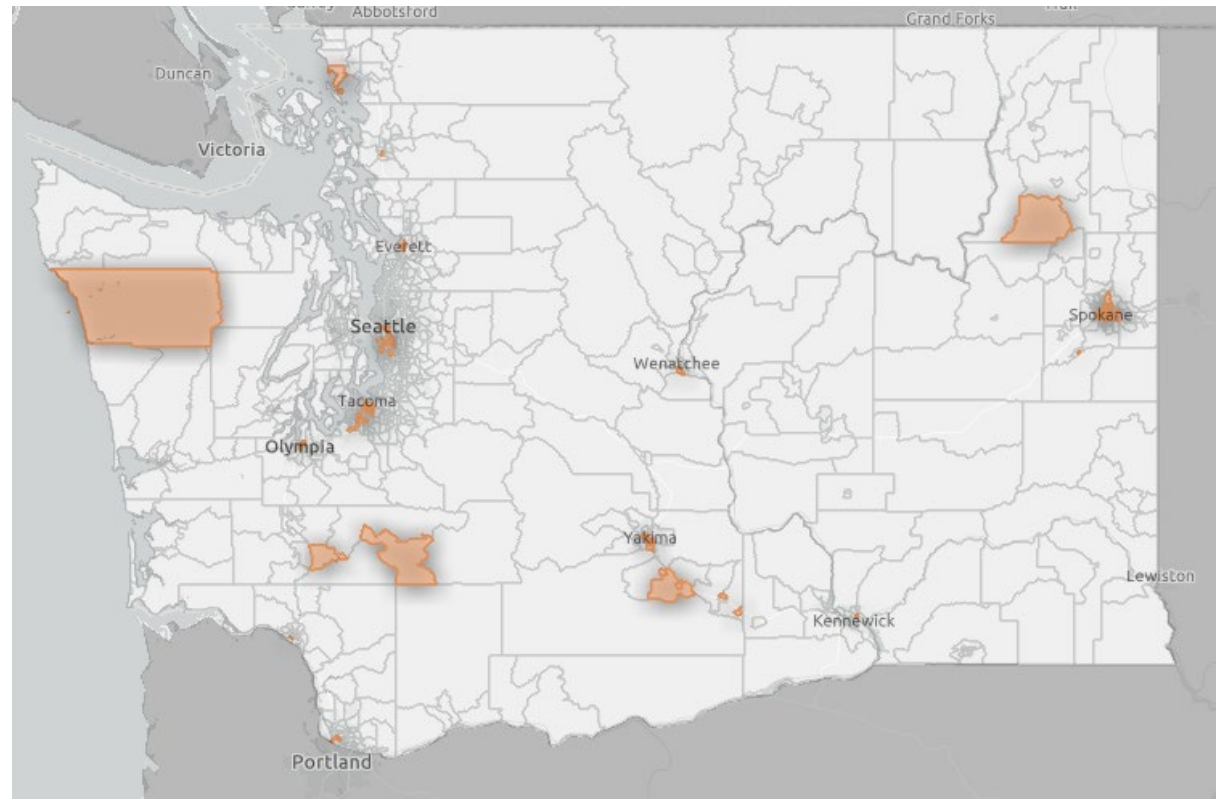 Abbotsford
Grand Forks
Duncan
Victoria
Everett
Spokane
Seattle
Wenatchee
Tacoma
Olympia
Yakima
Lewiston
Kennewick
Portland